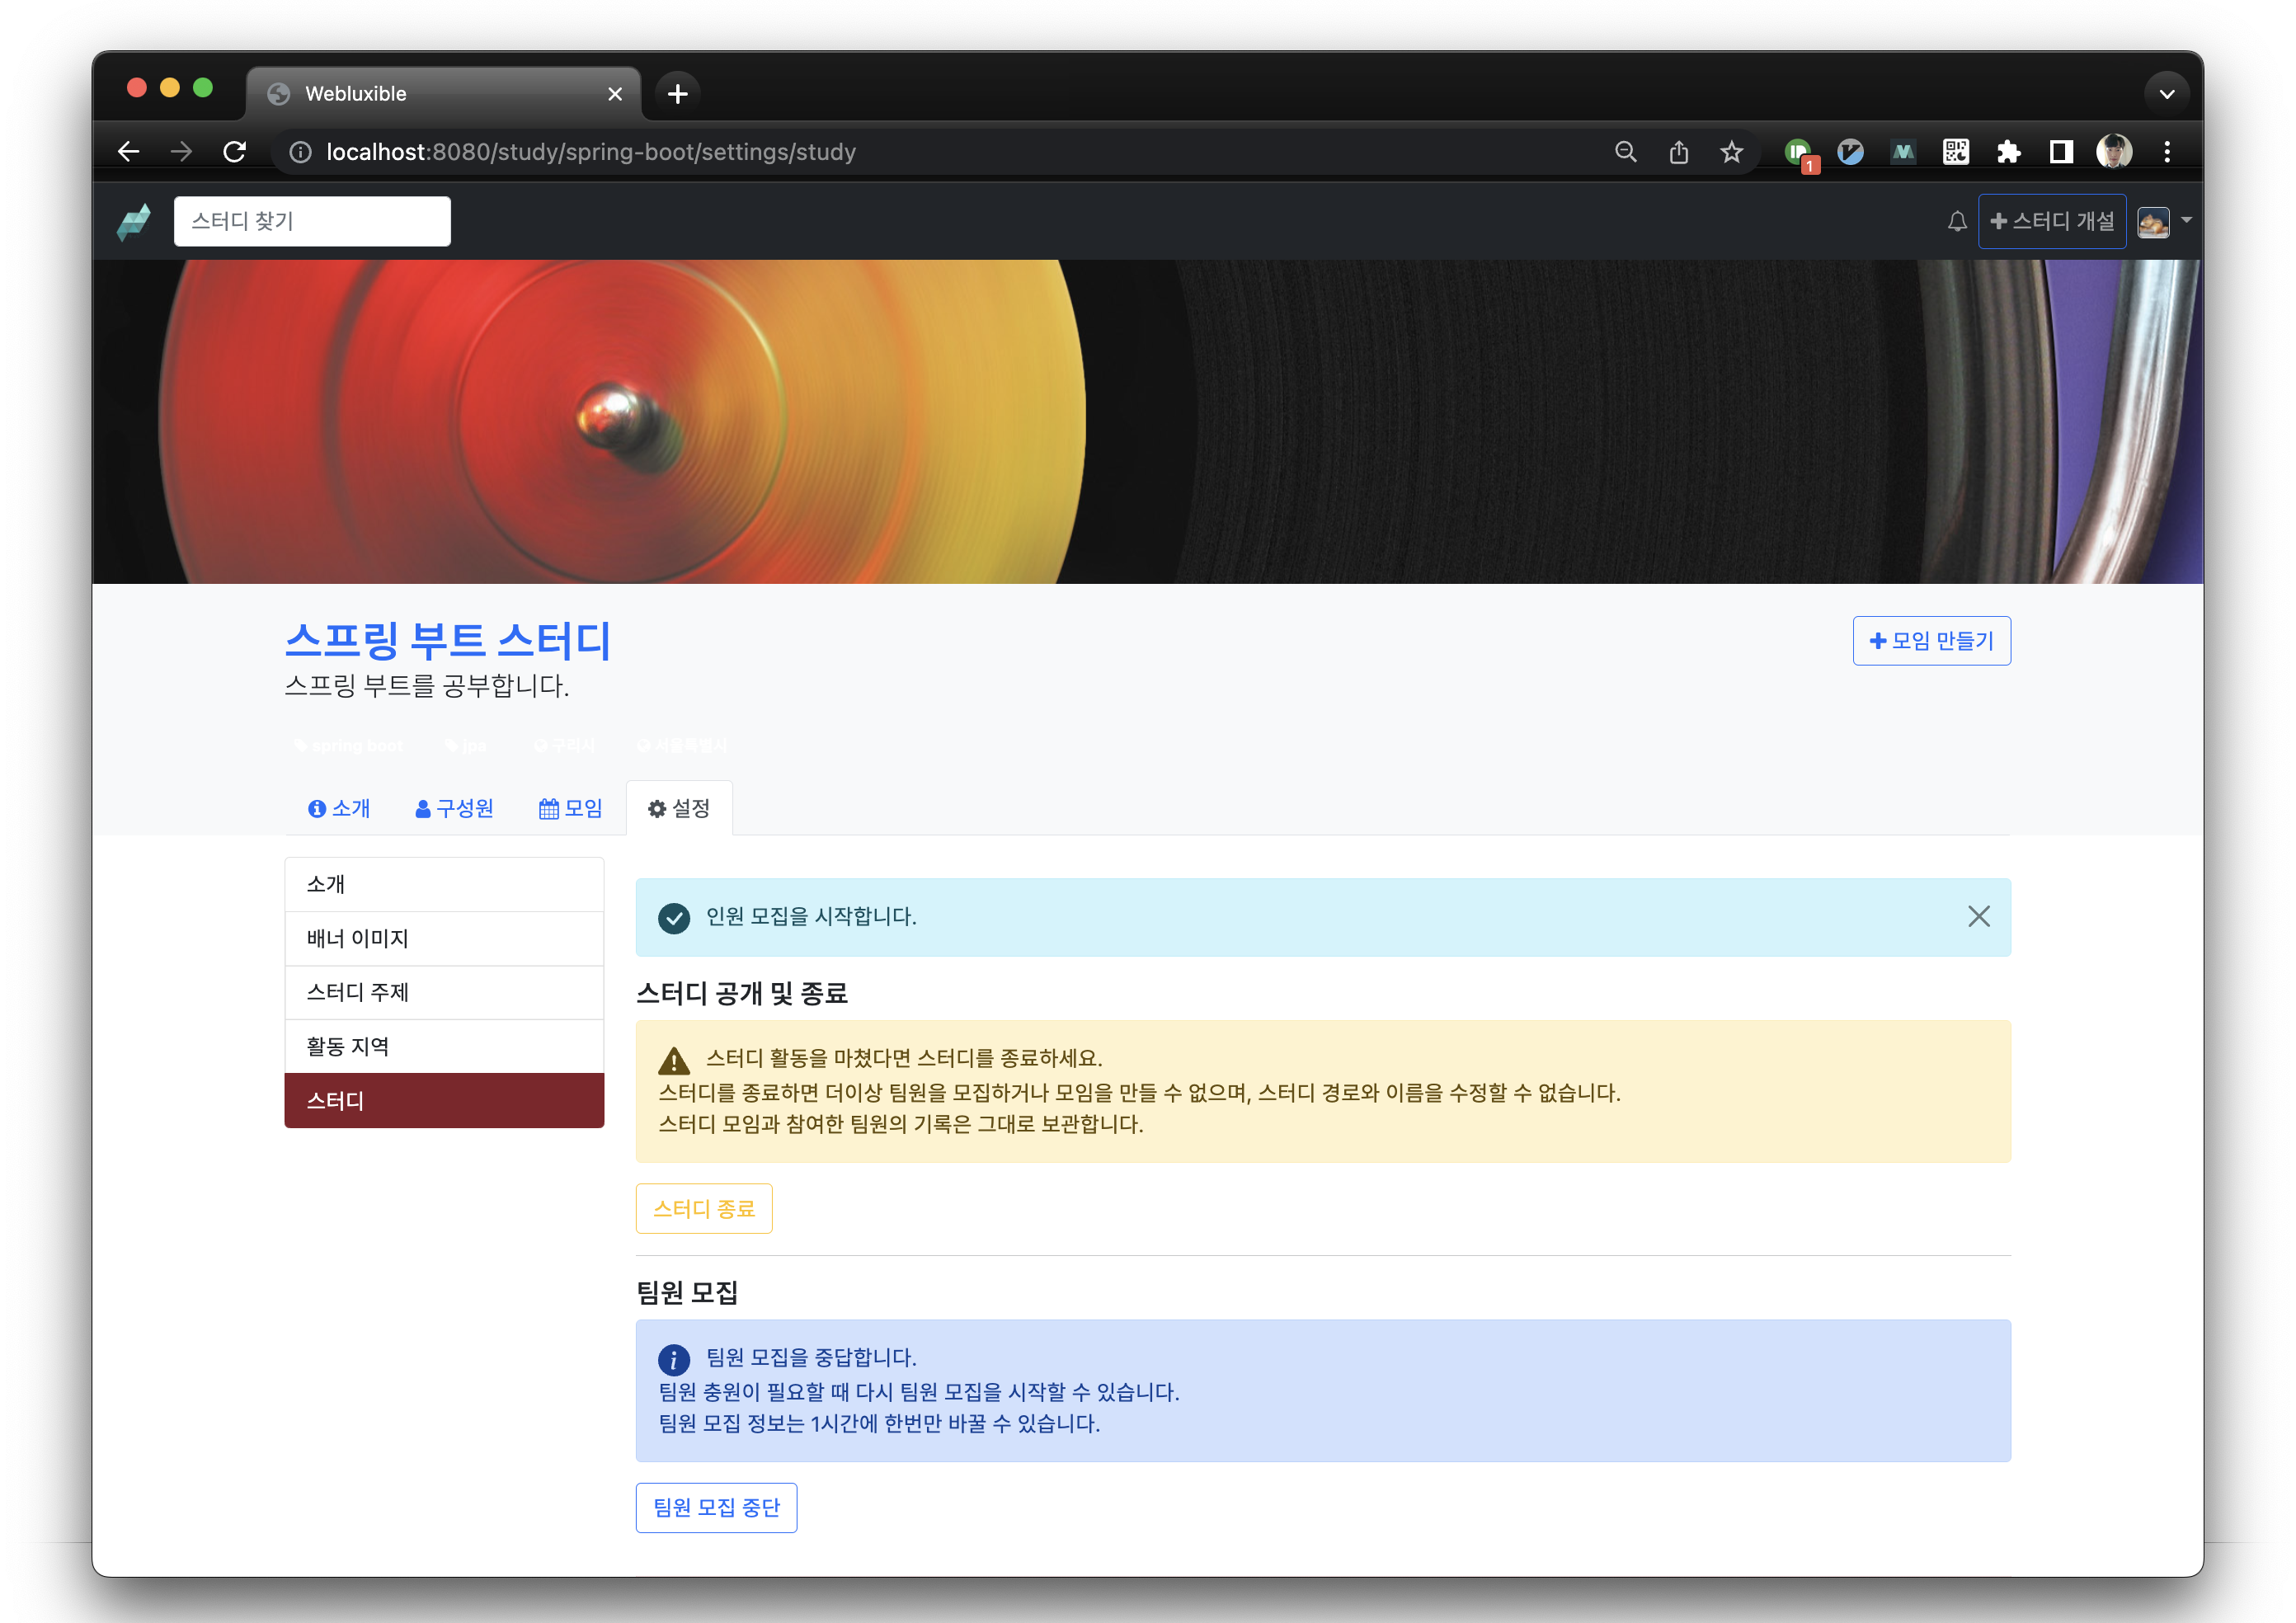 Webluxible
localhost:8080/study/spring-boot/settings/study
1
스터디 찾기
스터디 개설
스프링 부트 스터디
모임 만들기
스프링 부트를 공부합니다.
spring boot jpa 구리시 서울특별시
소개 구성원 모임 설정
소개
배너 이미지
스터디 주제
활동 지역
스터디
인원 모집을 시작합니다.
스터디 공개 및 종료
스터디 활동을 마쳤다면 스터디를 종료하세요.
스터디를 종료하면 더이상 팀원을 모집하거나 모임을 만들 수 없으며, 스터디 경로와 이름을 수정할 수 없습니다.
스터디 모임과 참여한 팀원의 기록은 그대로 보관합니다.
스터디 종료
팀원 모집
팀원 모집을 중답합니다.
팀원 충원이 필요할 때 다시 팀원 모집을 시작할 수 있습니다.
팀원 모집 정보는 1시간에 한번만 바꿀 수 있습니다.
팀원 모집 중단